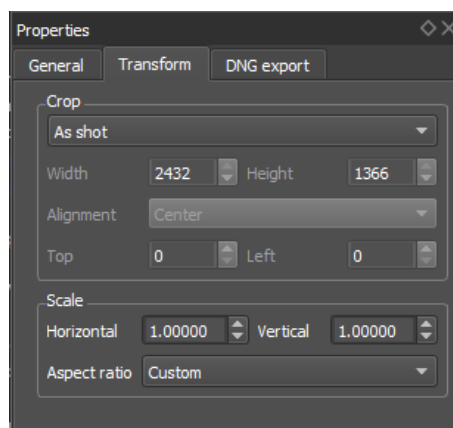 Properties
General Transform DNG export
Crop
As shot
Width 2432 Height 1366
Alignment Center
Top 0 Left 0
Scale
Horizontal 1.00000 Vertical 1.00000
Aspect ratio Custom